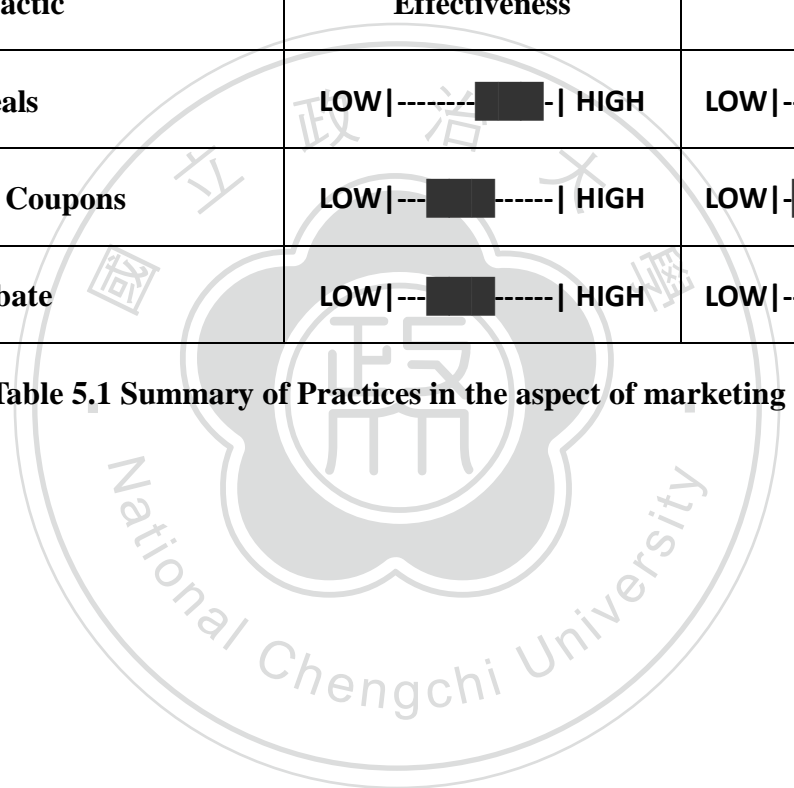 actic Effectiveness
eals LOW|--------███-| HIGH LOW|--
Coupons LOW|---███------| HIGH LOW|-
bate LOW|---███------| HIGH LOW|--
Table 5.1 Summary of Practices in the aspect of marketing
國立政治大學
National Chengchi University